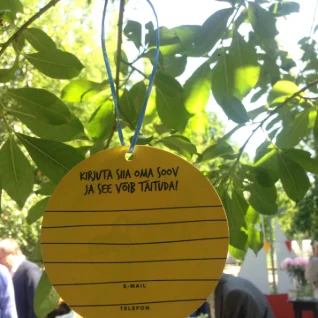 KIRJUTA SIIA OMA SOOV
JA SEE VÕIB TÄITUDA!
E-MAIL
TELEFON